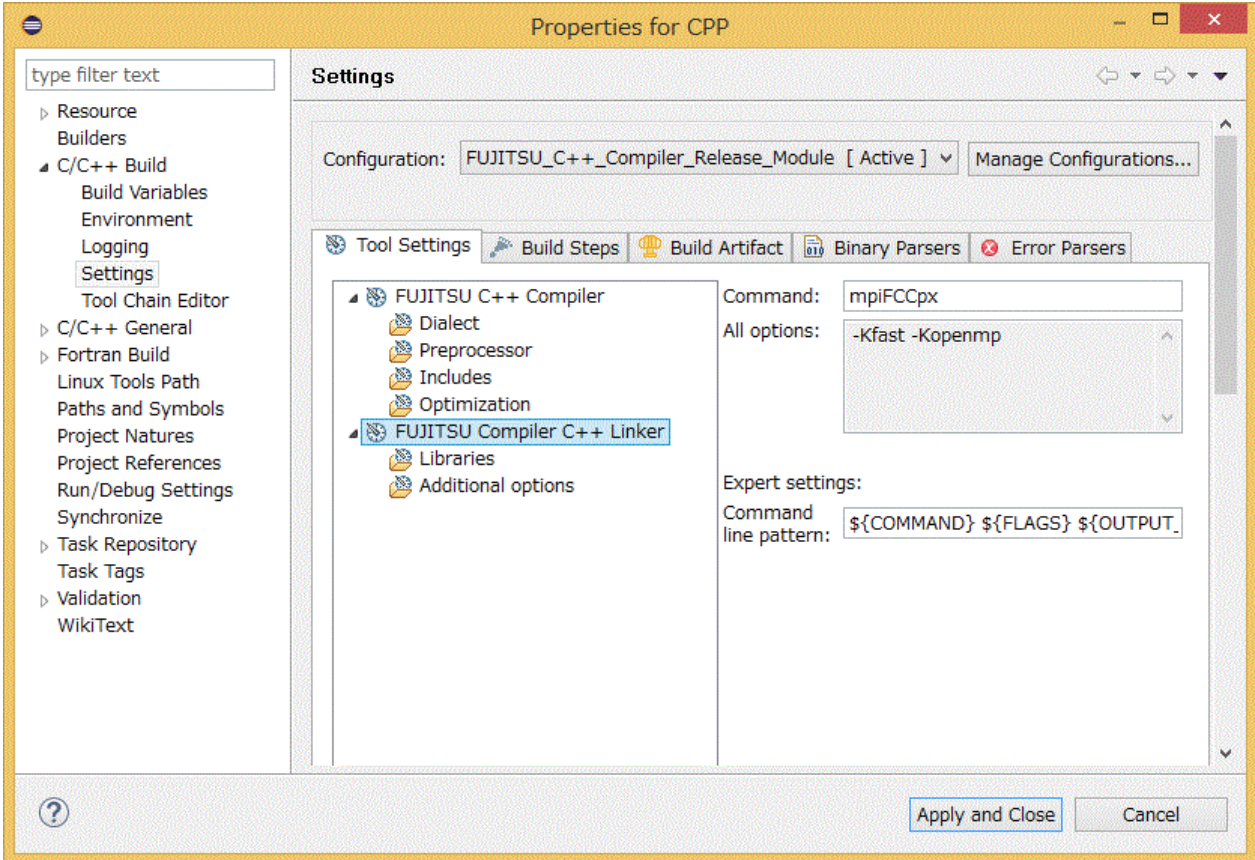 Properties for CPP
type filter text
Resource
Builders
C/C++ Build
Build Variables
Environment
Logging
Settings
Tool Chain Editor
C/C++ General
Fortran Build
Linux Tools Path
Paths and Symbols
Project Natures
Project References
Run/Debug Settings
Synchronize
Task Repository
Task Tags
Validation
WikiText
Settings
Configuration: FUJITSU_C++_Compiler_Release_Module [ Active ] Manage Configurations...
Tool Settings Build Steps Build Artifact Binary Parsers Error Parsers
FUJITSU C++ Compiler
Dialect
Preprocessor
Includes
Optimization
FUJITSU Compiler C++ Linker
Libraries
Additional options
Command: mpiFCCpx
All options: -Kfast -Kopenmp
Expert settings:
Command
line pattern: ${COMMAND} ${FLAGS} ${OUTPUT_
? Apply and Close Cancel